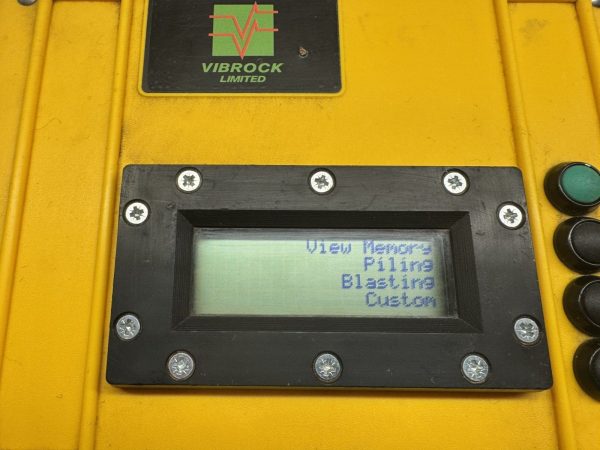 VIBROCK
LIMITED
View Memory
Piling
Blasting
Custom